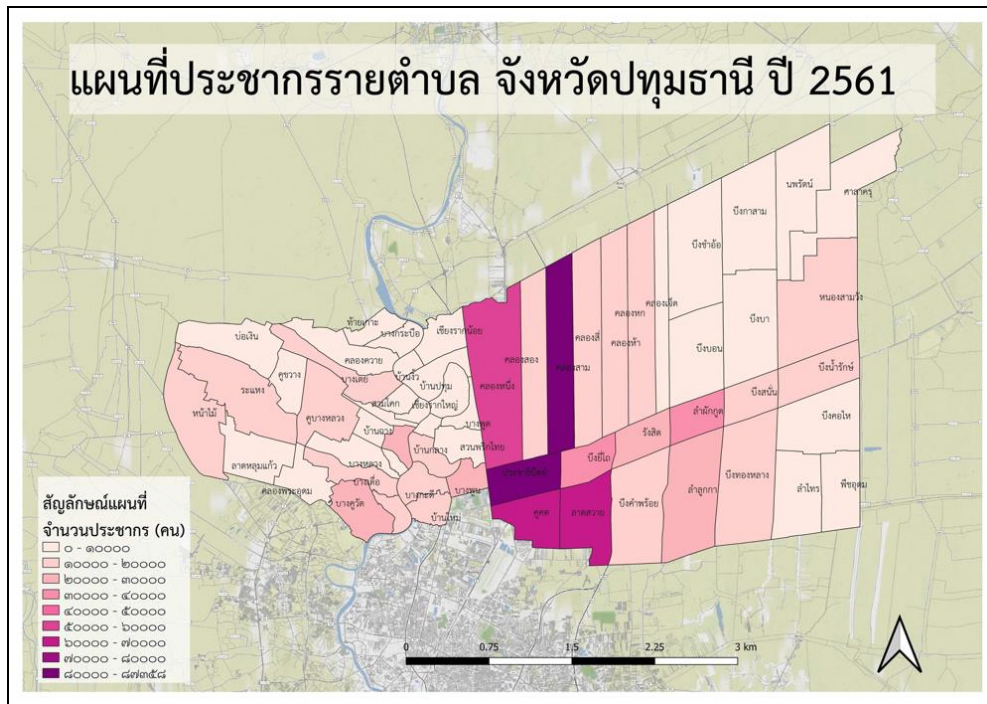 แผนที่ประชากรรายตำบล จังหวัดปทุมธานี ปี 2561
นพรัตน์
ศาลาครุ
บึงกาสาม
บึงชำอ้อ
หนองสามวัง
บึงบา
บึงบอน
คลองเจ็ด
คลองหก
คลองห้า
คลองสี่
คลองสาม
คลองสอง
คลองหนึ่ง
เชียงรากน้อย
ท้ายเกาะ
บางกระบือ
บ่อเงิน
คลองควาย
คูขวาง
บ้านงิ้ว
บ้านปทุม
บางเตย
ระแหง
สามโคก
เชียงรากใหญ่
หน้าไม้
คูบางหลวง
บางพูด
บ้านฉาง
บ้านกลาง
สวนพริกไทย
ลาดหลุมแก้ว
บางหลวง
บางเดื่อ
คลองพระอุดม
บางคูวัด
บางกะดี
บางพูน
บ้านใหม่
ประชาธิปัตย์
บึงยี่โถ
รังสิต
ลำผักกูด
บึงสนั่น
บึงน้ำรักษ์
บึงคอไห
คูคต
ลาดสวาย
บึงคำพร้อย
ลำลูกกา
บึงทองหลาง
ลำไทร
พืชอุดม
สัญลักษณ์แผนที่
จำนวนประชากร (คน)
๐ - ๑๐๐๐๐
๑๐๐๐๐ - ๒๐๐๐๐
๒๐๐๐๐ - ๓๐๐๐๐
๓๐๐๐๐ - ๔๐๐๐๐
๔๐๐๐๐ - ๕๐๐๐๐
๕๐๐๐๐ - ๖๐๐๐๐
๖๐๐๐๐ - ๗๐๐๐๐
๗๐๐๐๐ - ๘๐๐๐๐
๘๐๐๐๐ - ๘๗๓๕๘
0 0.75 1.5 2.25 3 km